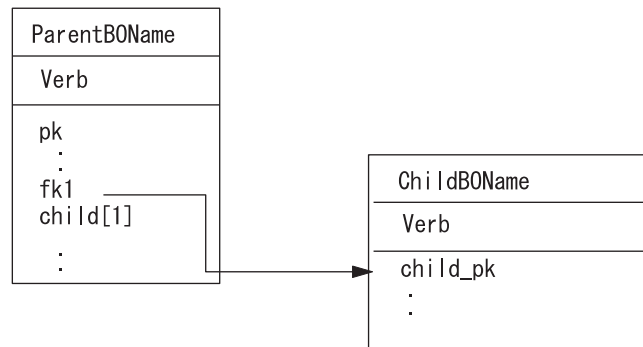 ParentBOName
Verb
pk
.
.
fk1
child[1]
.
.
ChildBOName
Verb
child_pk
.
.